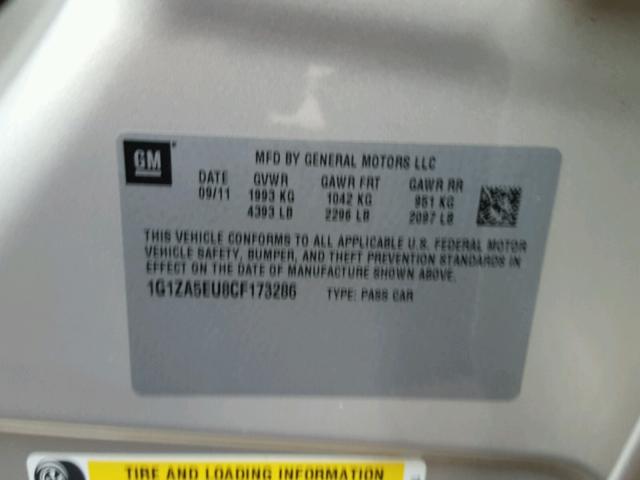 GM
MFD BY GENERAL MOTORS LLC
DATE GVWR GAWR FRT GAWR RR
09/11 1993 KG 1042 KG 951 KG
4393 LB 2296 LB 2097 LB
THIS VEHICLE CONFORMS TO ALL APPLICABLE U.S. FEDERAL MOTOR
VEHICLE SAFETY, BUMPER, AND THEFT PREVENTION STANDARDS IN
EFFECT ON THE DATE OF MANUFACTURE SHOWN ABOVE.
1G1ZA5EU8CF173286 TYPE: PASS CAR
TIRE AND LOADING INFORMATION